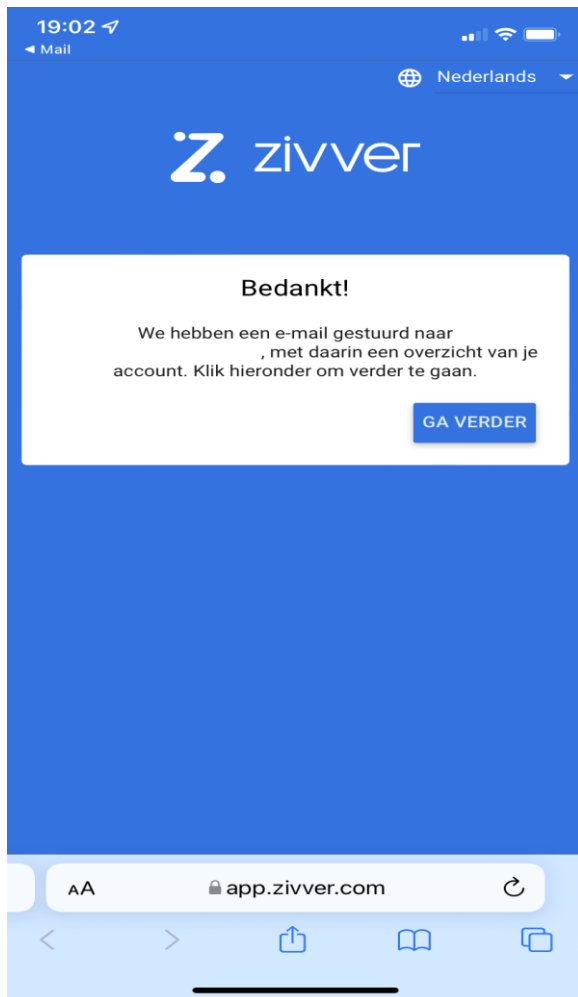 19:02
◀ Mail
Nederlands
zivver
Bedankt!
We hebben een e-mail gestuurd naar
, met daarin een overzicht van je
account. Klik hieronder om verder te gaan.
GA VERDER
AA
app.zivver.com